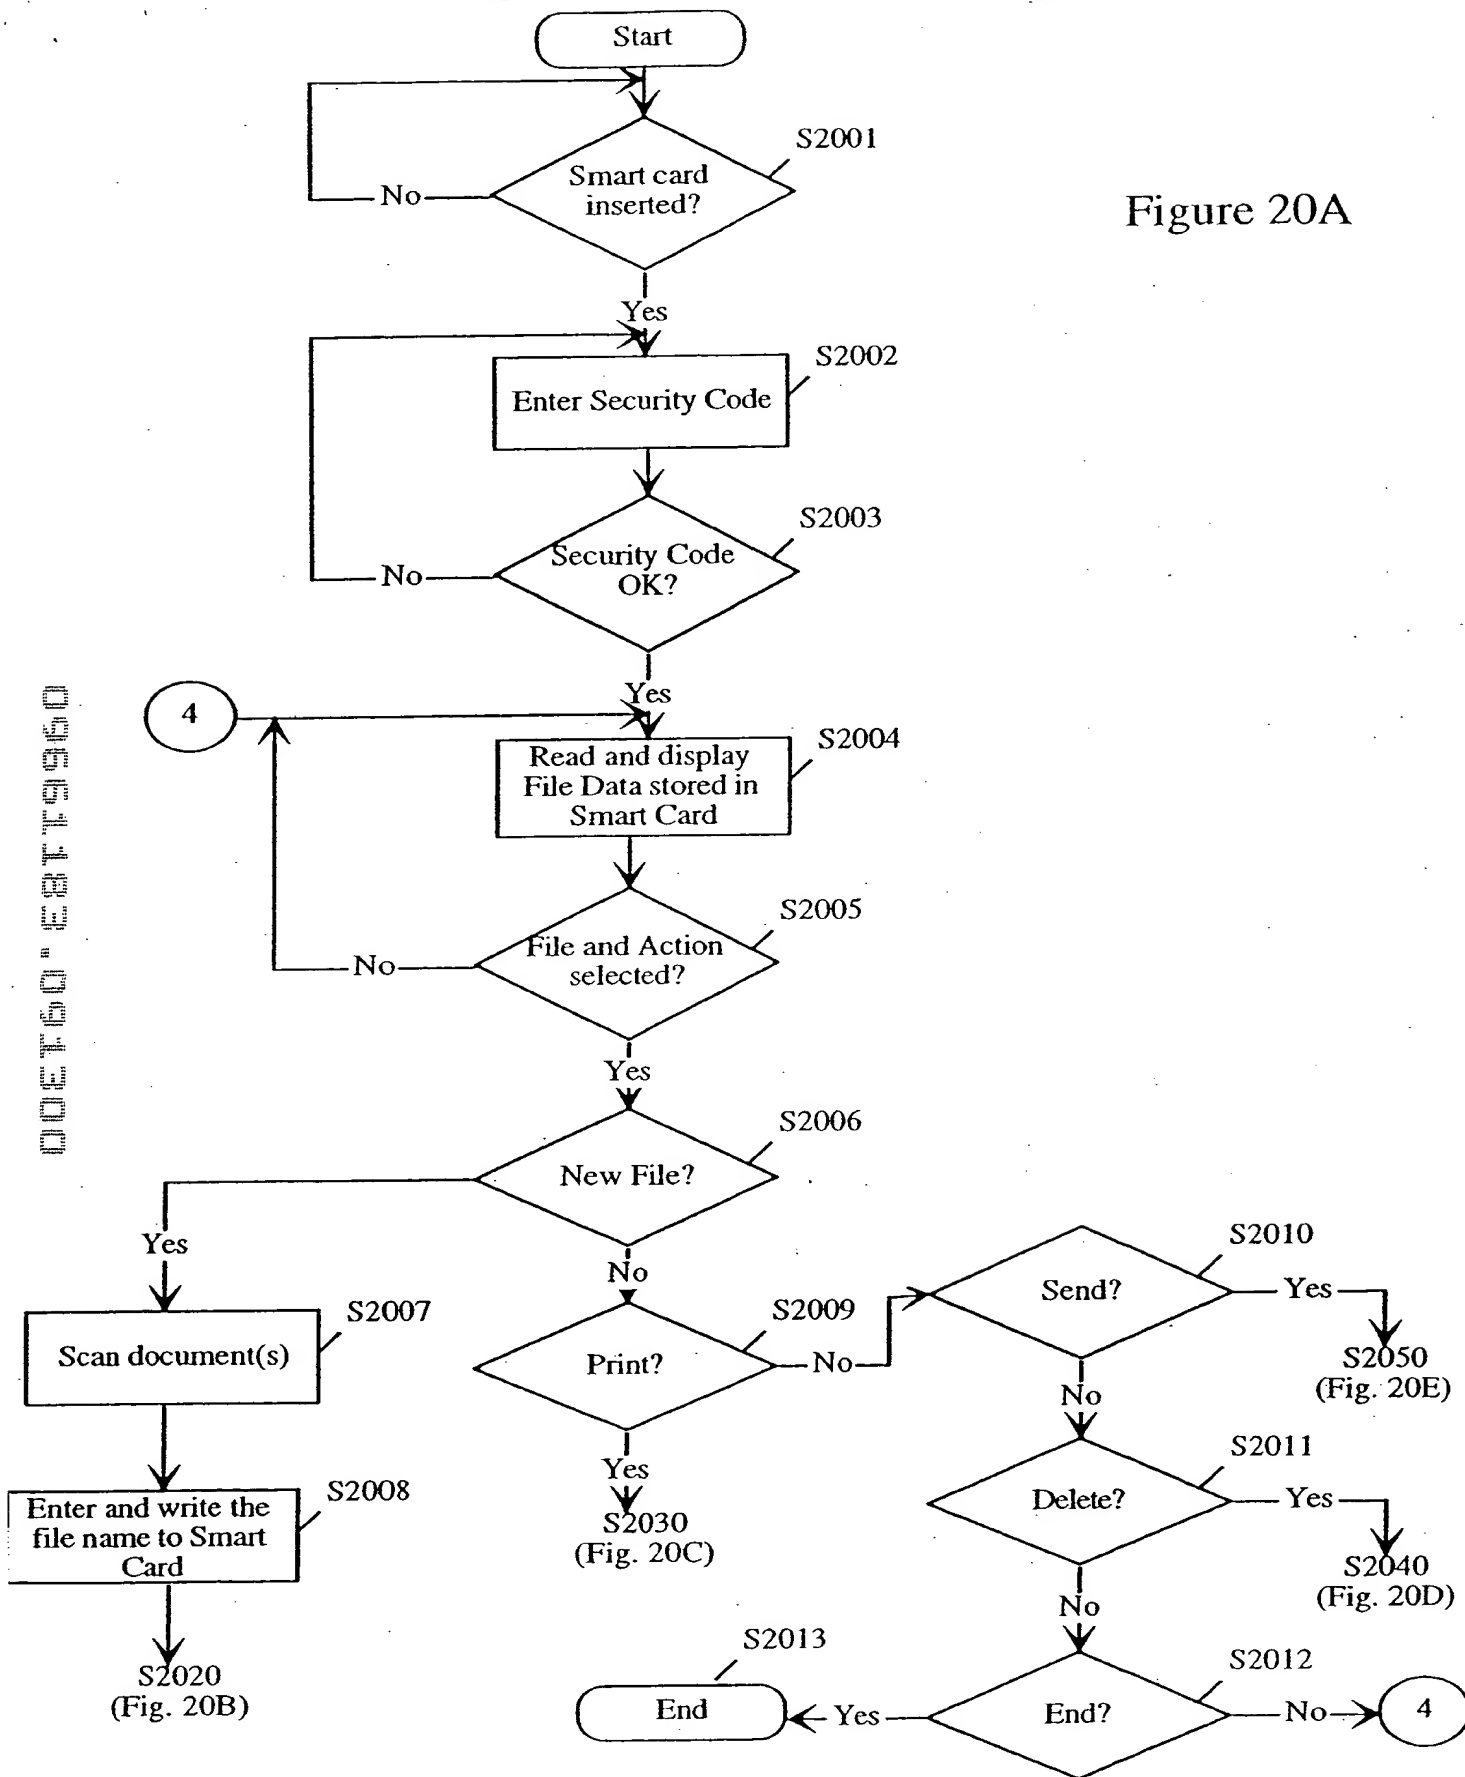 Start
S2001
Smart card
inserted?
No
Figure 20A
Yes
S2002
Enter Security Code
S2003
Security Code
OK?
No
Yes
4
S2004
Read and display
File Data stored in
Smart Card
S2005
File and Action
selected?
No
Yes
S2006
New File?
Yes
No
S2007
Scan document(s)
S2008
Enter and write the
file name to Smart
Card
S2020
(Fig. 20B)
S2009
Print?
No
Yes
S2030
(Fig. 20C)
S2010
Send?
Yes
S2050
(Fig. 20E)
No
S2011
Delete?
Yes
S2040
(Fig. 20D)
No
S2012
End?
Yes
S2013
End
No
4
09661183.091300